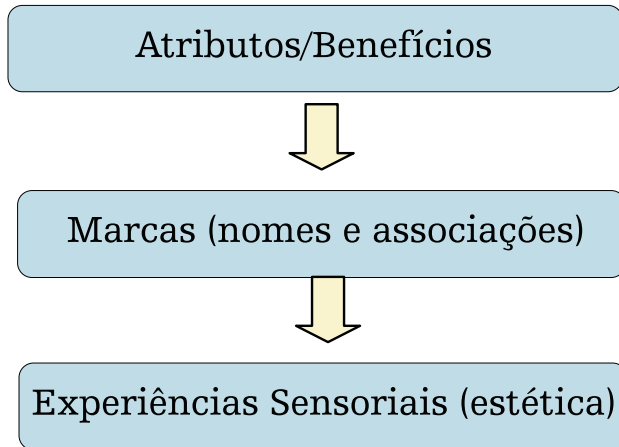 Atributos/Benefícios
Marcas (nomes e associações)
Experiências Sensoriais (estética)